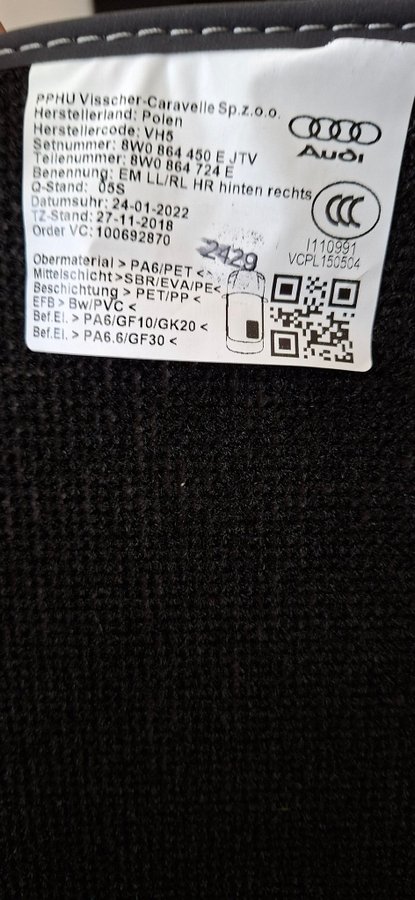 PPHU Visscher-Caravelle Sp.z.o.o.
Herstellerland: Polen
Herstellercode: VH5
Setnummer: 8W0 864 450 E JTV
Teilenummer: 8W0 864 724 E
Benennung: EM LL/RL HR hinten rechts
Q-Stand: 05S
Datumsuhr: 24-01-2022
TZ-Stand: 27-11-2018
Order VC: 100692870
Audi
CCC
I110991
VCPL150504
2429
Obermaterial > PA6/PET <
Mittelschicht >SBR/EVA/PE<
Beschichtung > PET/PP <
EFB > Bw/PVC <
Bef.El. > PA6/GF10/GK20 <
Bef.El. > PA6.6/GF30 <